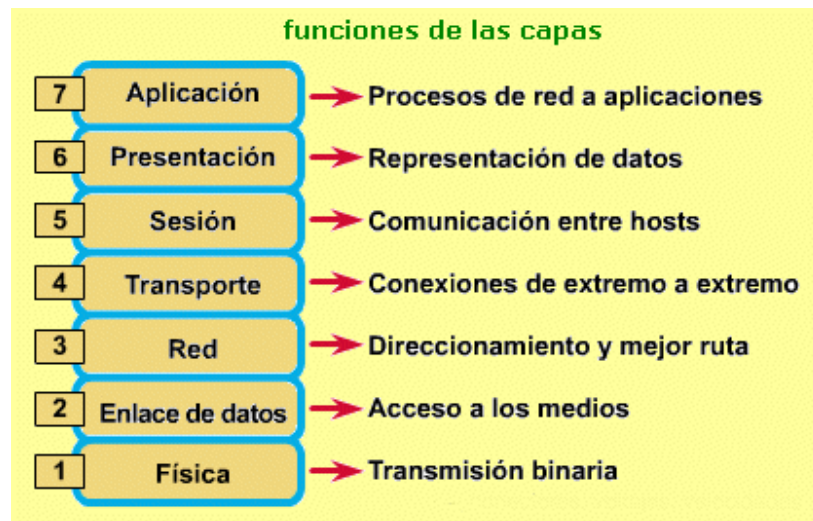 funciones de las capas
7 Aplicación Procesos de red a aplicaciones
6 Presentación Representación de datos
5 Sesión Comunicación entre hosts
4 Transporte Conexiones de extremo a extremo
3 Red Direccionamiento y mejor ruta
2 Enlace de datos Acceso a los medios
1 Física Transmisión binaria